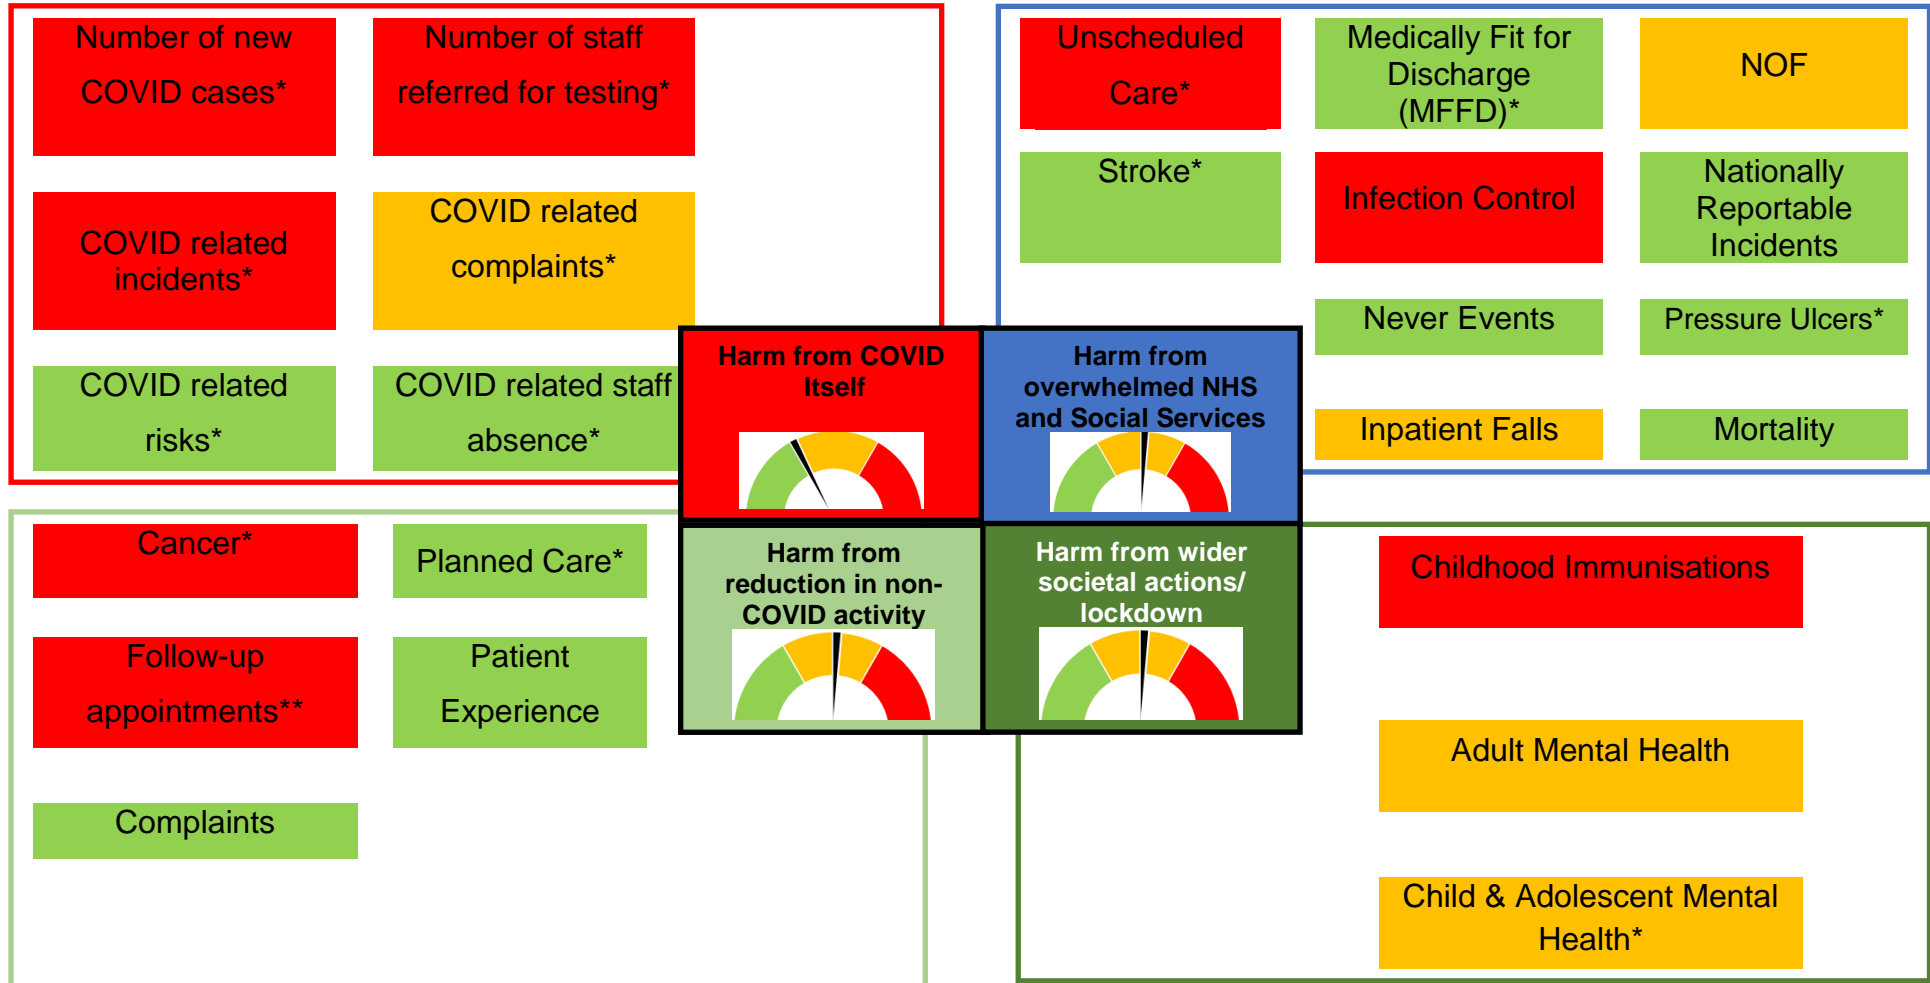 Number of new
COVID cases*
Number of staff
referred for testing*
COVID related
incidents*
COVID related
complaints*
COVID related
risks*
COVID related staff
absence*
Unscheduled
Care*
Medically Fit for
Discharge
(MFFD)*
NOF
Stroke*
Infection Control
Nationally
Reportable
Incidents
Never Events
Pressure Ulcers*
Inpatient Falls
Mortality
Harm from COVID
Itself
Harm from
overwhelmed NHS
and Social Services
Harm from
reduction in non-
COVID activity
Harm from wider
societal actions/
lockdown
Cancer*
Planned Care*
Follow-up
appointments**
Patient
Experience
Complaints
Childhood Immunisations
Adult Mental Health
Child & Adolescent Mental
Health*